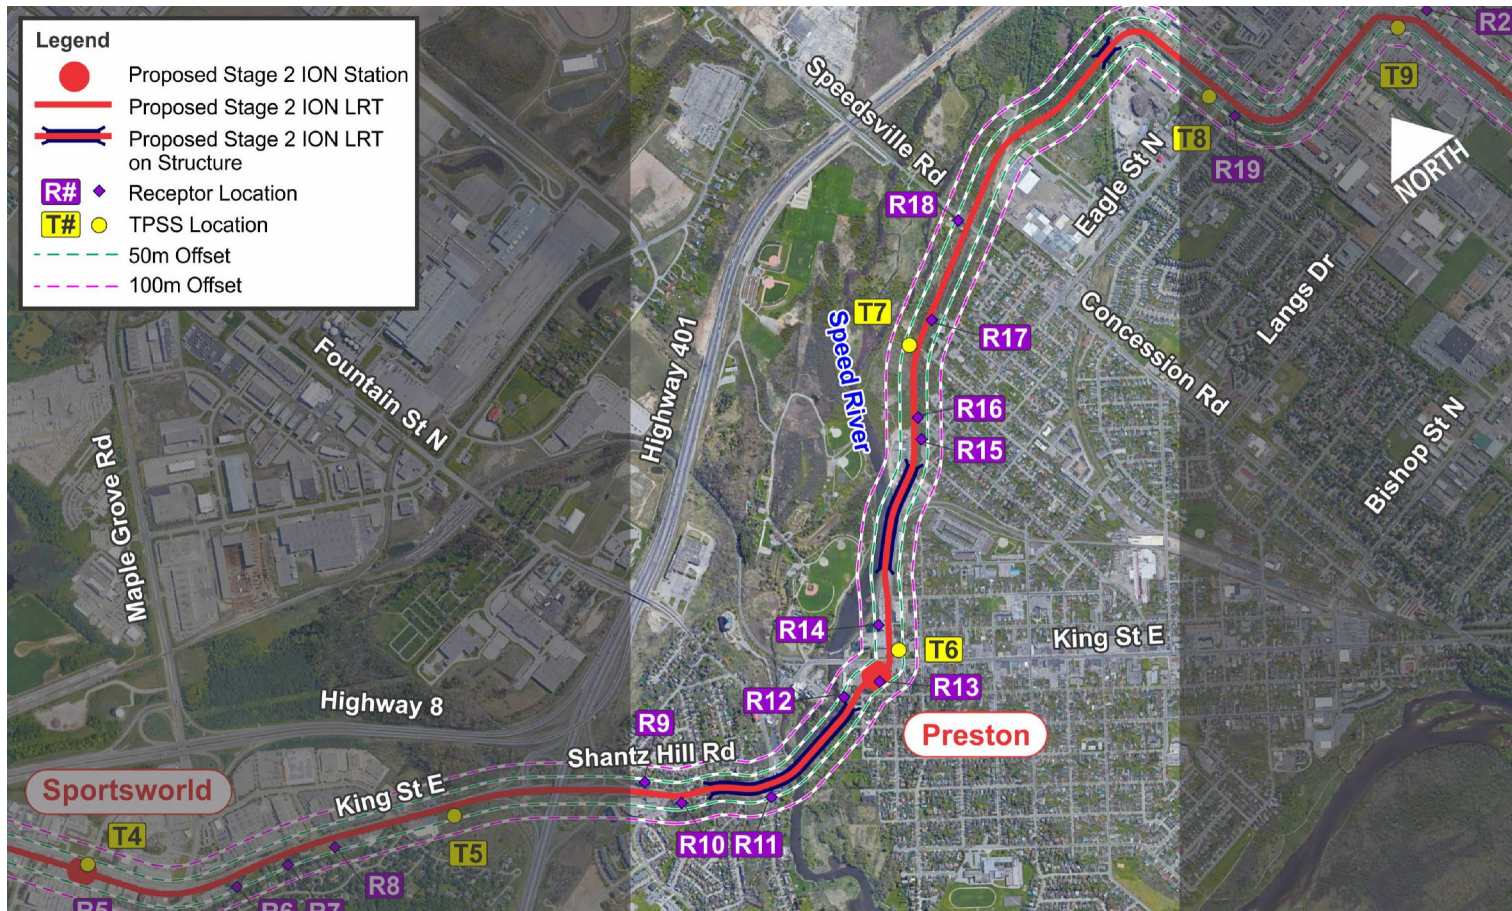 Legend
Proposed Stage 2 ION Station
Proposed Stage 2 ION LRT
Proposed Stage 2 ION LRT
on Structure
R# Receptor Location
T# TPSS Location
50m Offset
100m Offset
Speedsville Rd
R2
T9
T8
R19
NORTH
Eagle St N
R18
Langs Dr
T7
Speed River
R17
Concession Rd
Highway 401
Fountain St N
R16
R15
Bishop St N
Maple Grove Rd
R14
T6
King St E
R13
R12
Highway 8
R9
Preston
Shantz Hill Rd
Sportsworld
King St E
T4
T5
R10
R11
R8
R5
R6
R7